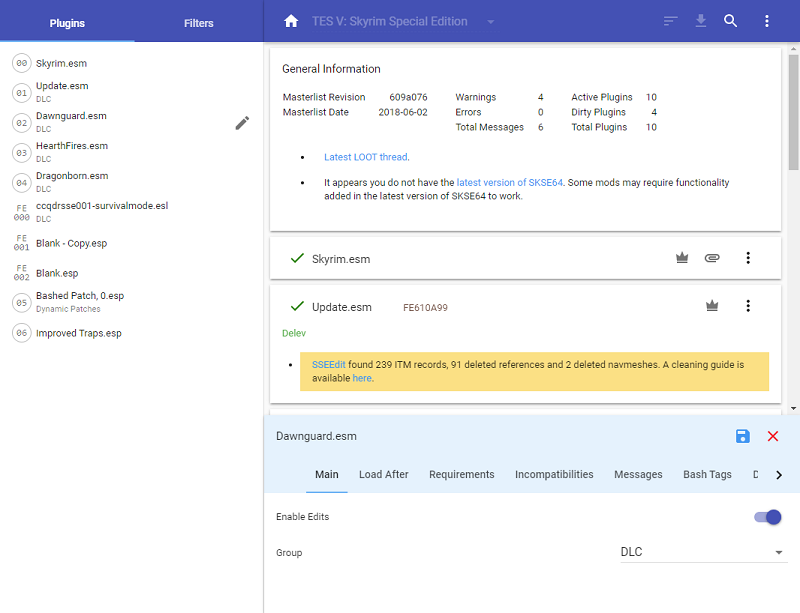 Plugins
Filters
TES V: Skyrim Special Edition
00 Skyrim.esm
01 Update.esm
DLC
02 Dawnguard.esm
DLC
03 HearthFires.esm
DLC
04 Dragonborn.esm
DLC
FE 000 ccqdrsse001-survivalmode.esl
DLC
FE 001 Blank - Copy.esp
FE 002 Blank.esp
05 Bashed Patch, 0.esp
Dynamic Patches
06 Improved Traps.esp
General Information
Masterlist Revision 609a076 Warnings 4 Active Plugins 10
Masterlist Date 2018-06-02 Errors 0 Dirty Plugins 4
Total Messages 6 Total Plugins 10
• Latest LOOT thread.
• It appears you do not have the latest version of SKSE64. Some mods may require functionality
added in the latest version of SKSE64 to work.
Skyrim.esm
Update.esm FE610A99
Delev
• SSEEdit found 239 ITM records, 91 deleted references and 2 deleted navmeshes. A cleaning guide is
available here.
Dawnguard.esm
Main Load After Requirements Incompatibilities Messages Bash Tags
Enable Edits
Group DLC